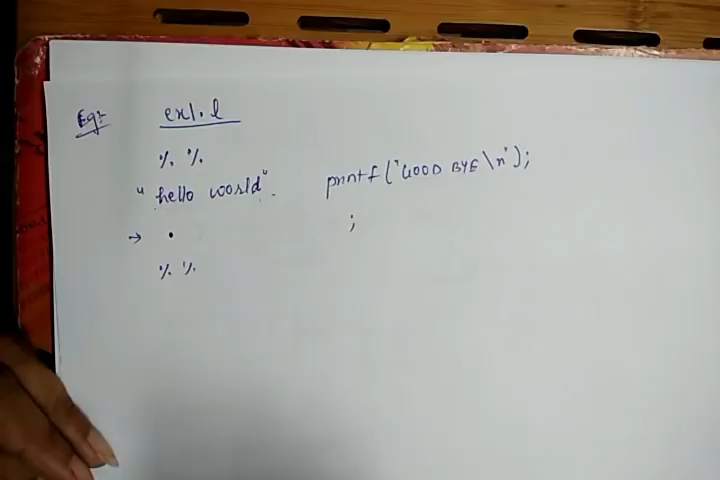 Eg:- ex1.l
%%
"hello world" printf("GOOD BYE\n");
→ . ;
%%